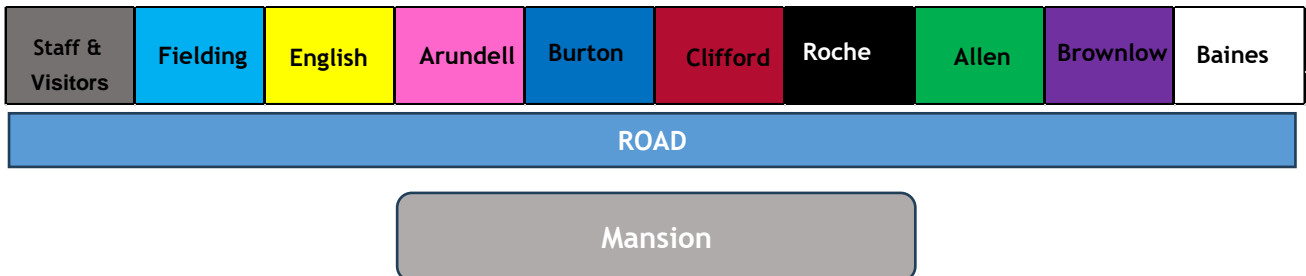 Staff &
Visitors
Fielding
English
Arundell
Burton
Clifford
Roche
Allen
Brownlow
Baines
ROAD
Mansion